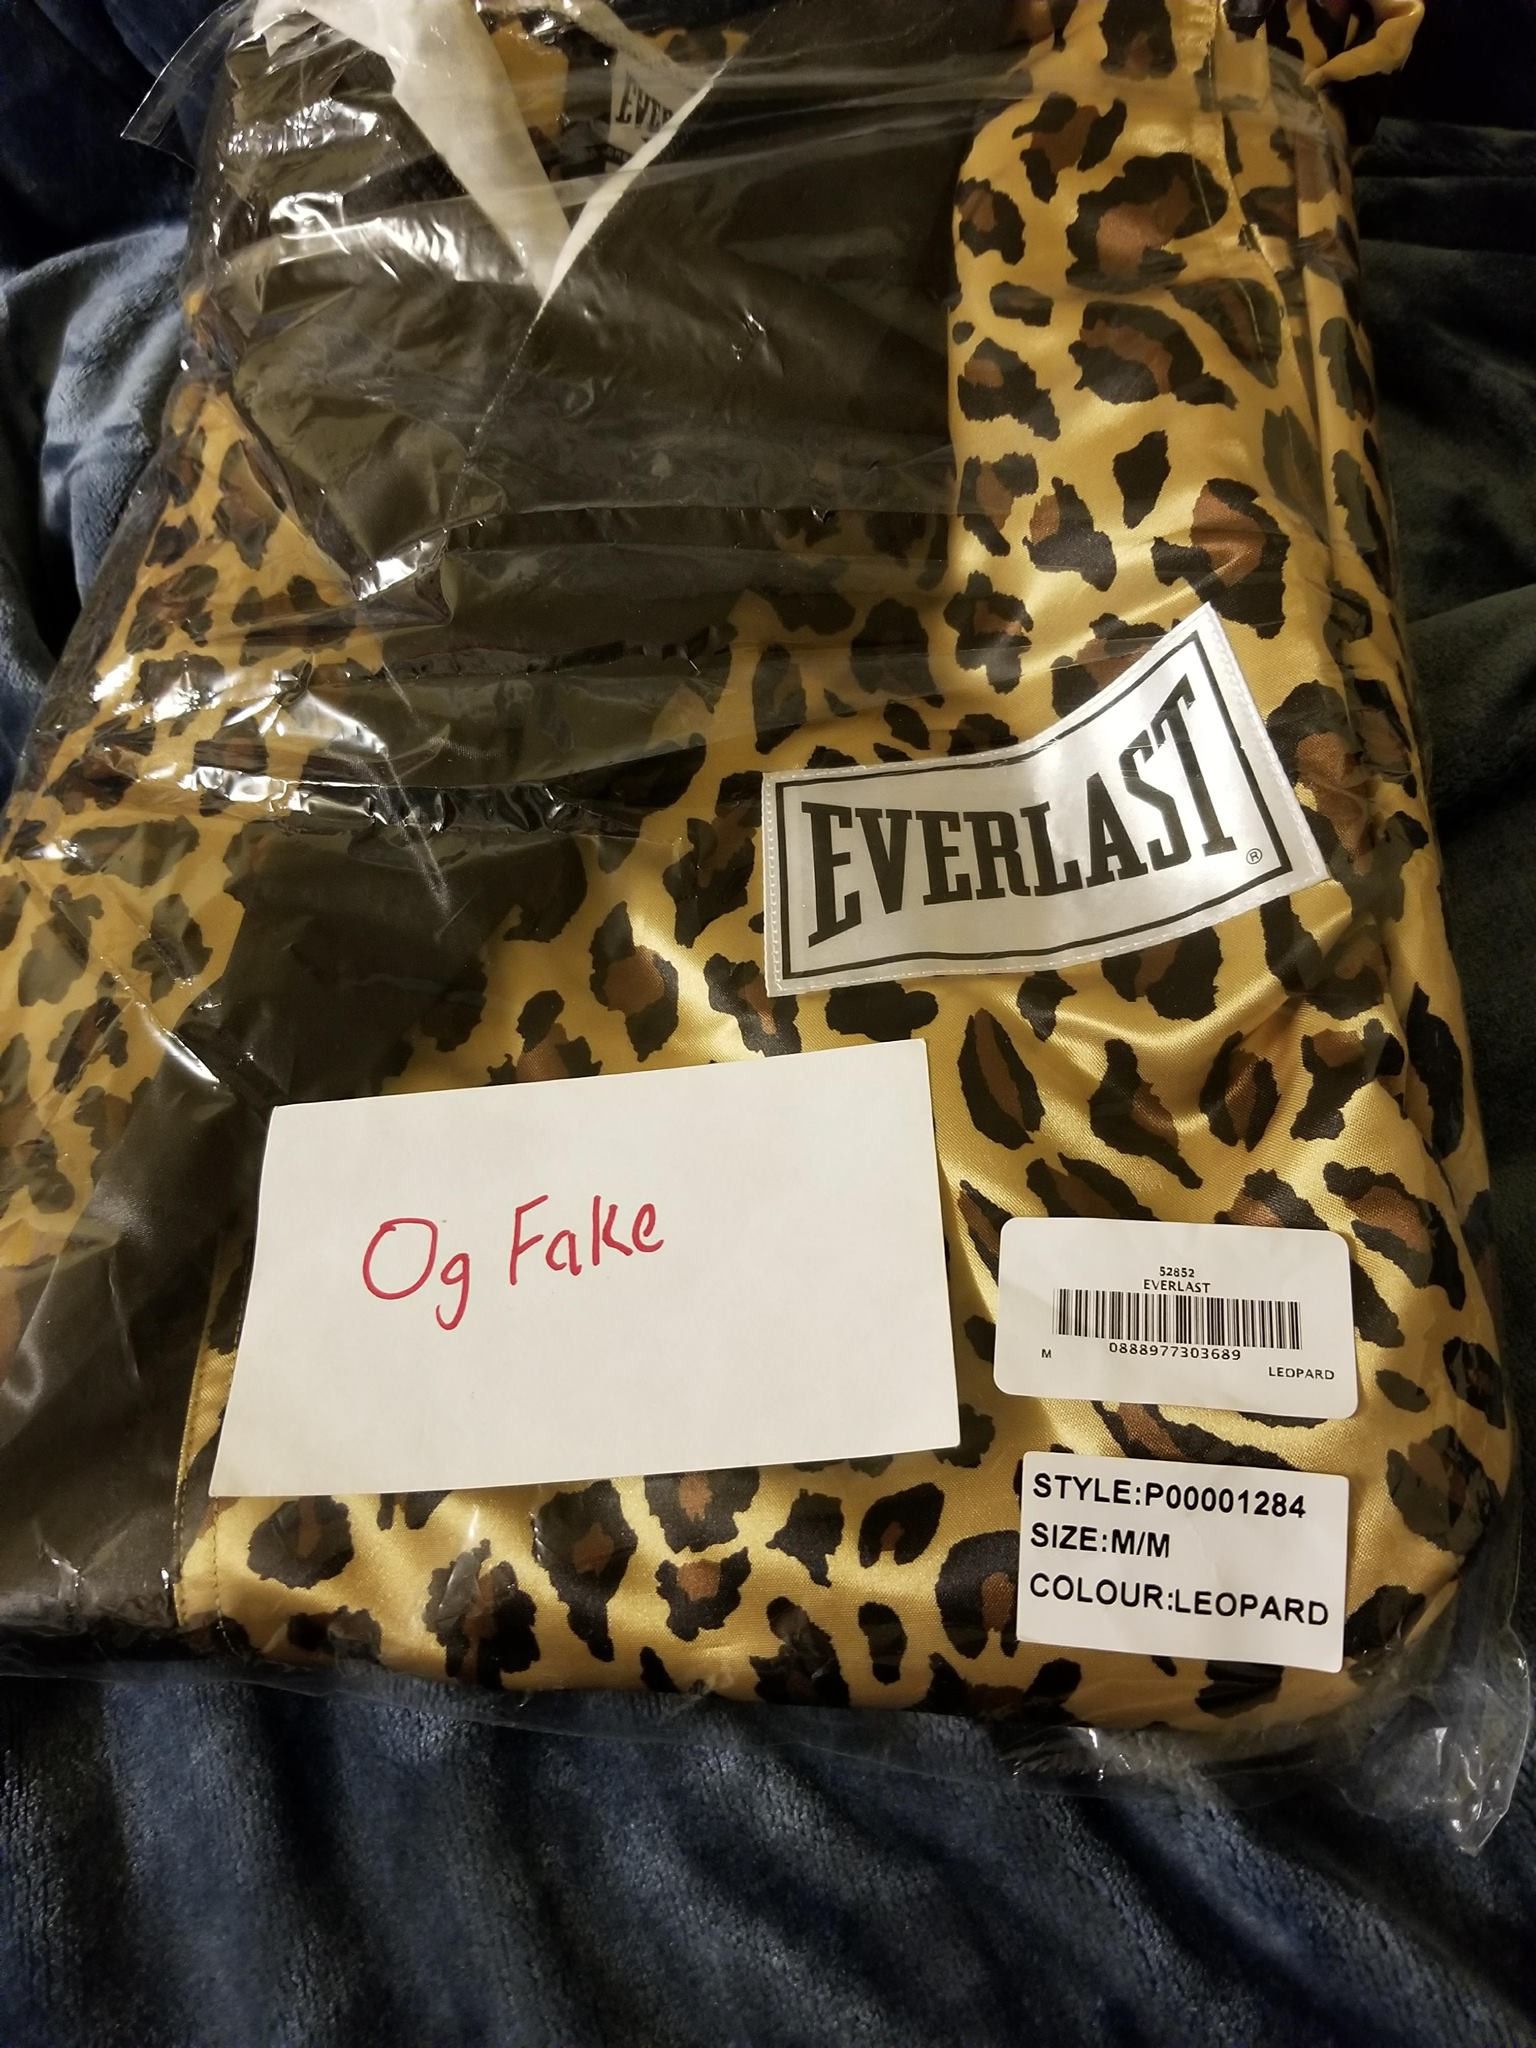 EVERLAST
®
Og Fake
52852
EVERLAST
0888977303689
M
LEOPARD
STYLE:P00001284
SIZE:M/M
COLOUR:LEOPARD